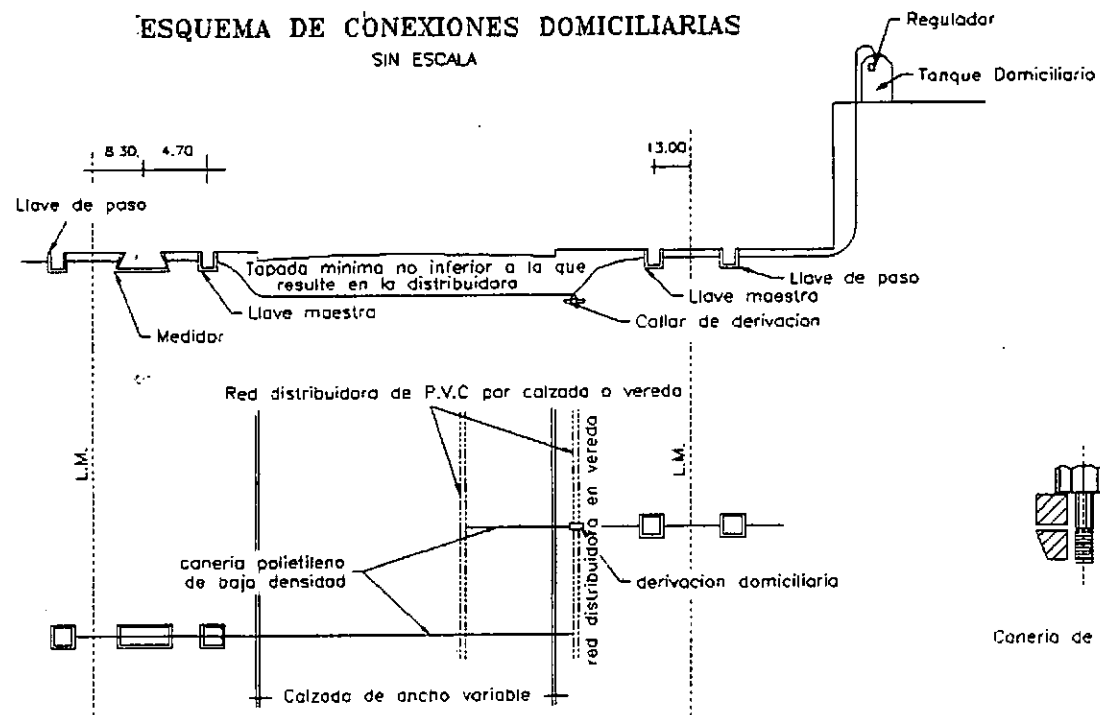 ESQUEMA DE CONEXIONES DOMICILIARIAS
SIN ESCALA
Regulador
Tanque Domiciliario
8.30.
4.70
13.00
Llave de paso
Tapada minima no inferior a la que
resulte en la distribuidora
Llave de paso
Llave maestra
Llave maestra
Collar de derivacion
Medidor
Red distribuidora de P.V.C por calzada o vereda
L.M.
red distribuidora en vereda
L.M.
caneria polietileno
de baja densidad
derivacion domiciliaria
Caneria de
Calzada de ancho variable